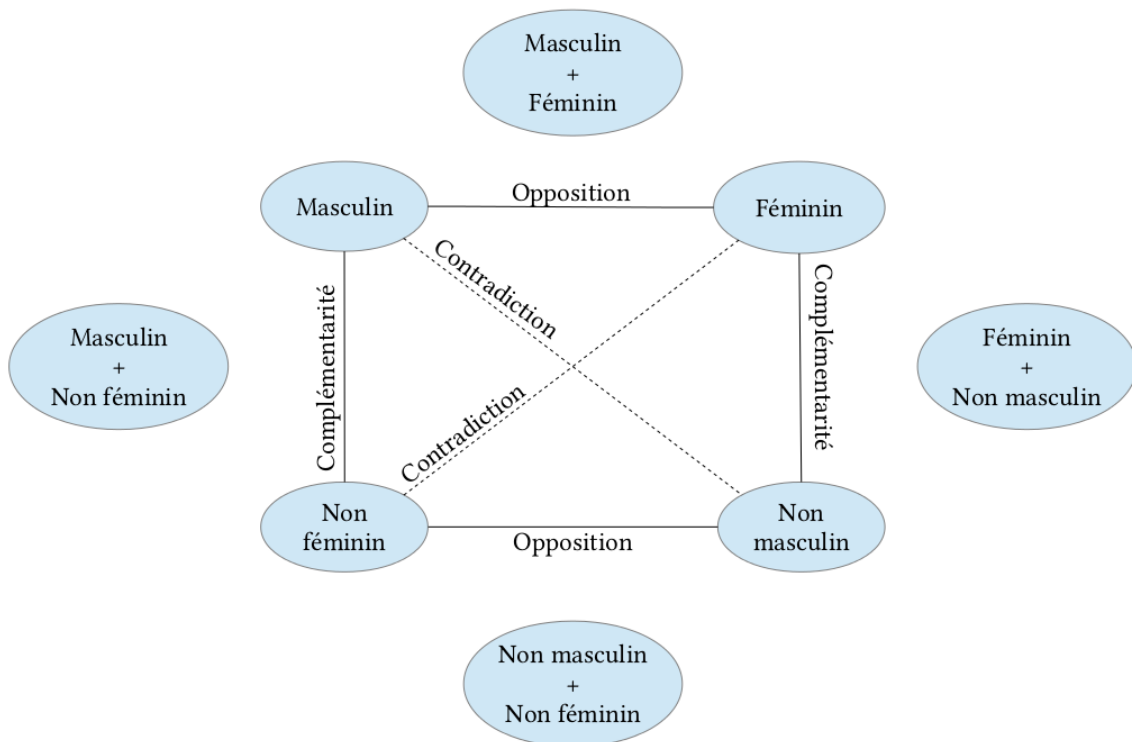 Masculin
+
Féminin
Masculin
Opposition
Féminin
Contradiction
Complémentarité
Complémentarité
Masculin
+
Non féminin
Féminin
+
Non masculin
Contradiction
Non
féminin
Opposition
Non
masculin
Non masculin
+
Non féminin